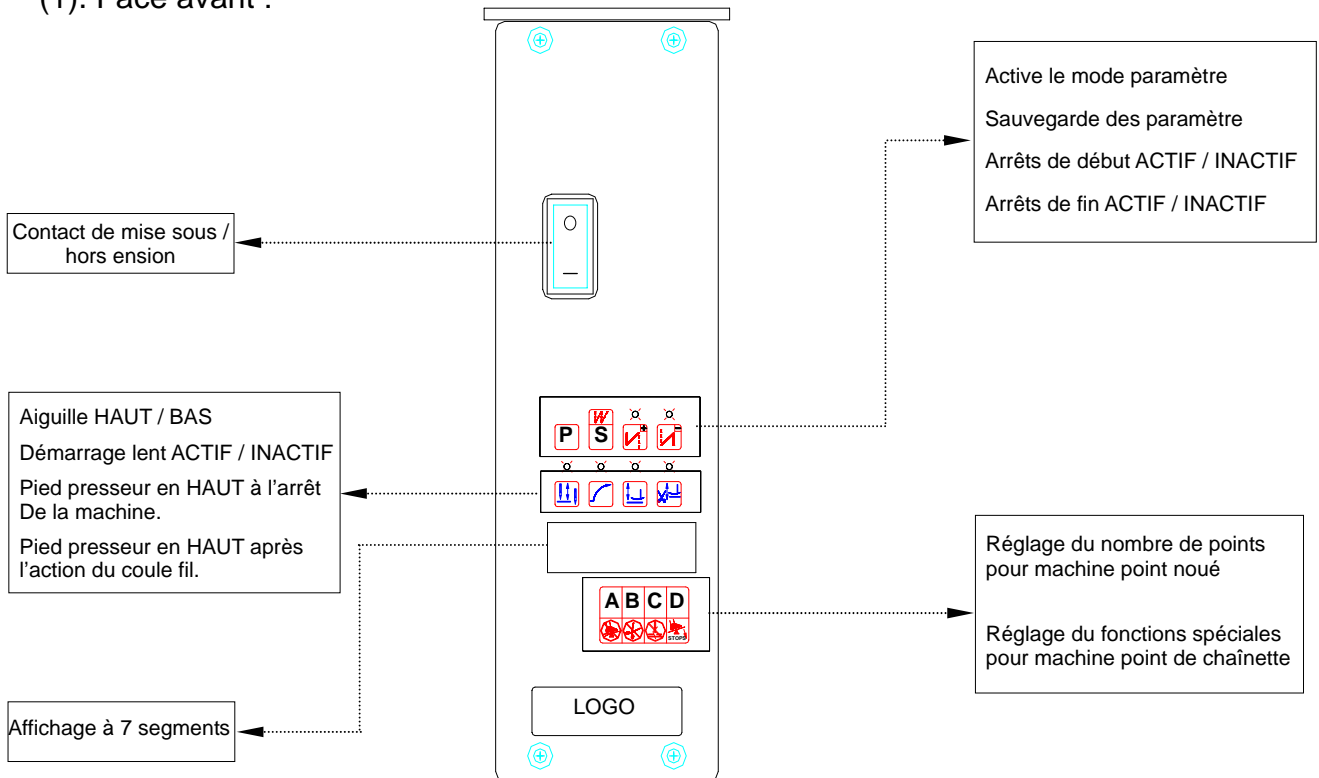 (1). Face avant :
Active le mode paramètre
Sauvegarde des paramètre
Arrêts de début ACTIF / INACTIF
Arrêts de fin ACTIF / INACTIF
Contact de mise sous /
hors ension
Aiguille HAUT / BAS
Démarrage lent ACTIF / INACTIF
Pied presseur en HAUT à l’arrêt
De la machine.
Pied presseur en HAUT après
l’action du coule fil.
P S
A B C D
STOPS
Réglage du nombre de points
pour machine point noué
Réglage du fonctions spéciales
pour machine point de chaînette
Affichage à 7 segments
LOGO